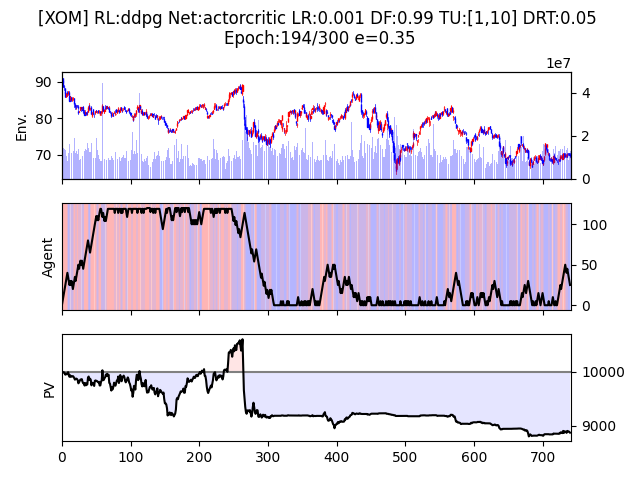 [XOM] RL:ddpg Net:actorcritic LR:0.001 DF:0.99 TU:[1,10] DRT:0.05
Epoch:194/300 e=0.35
1e7
90
80
70
Env.
4
2
0
Agent
100
50
0
PV
10000
9000
0 100 200 300 400 500 600 700